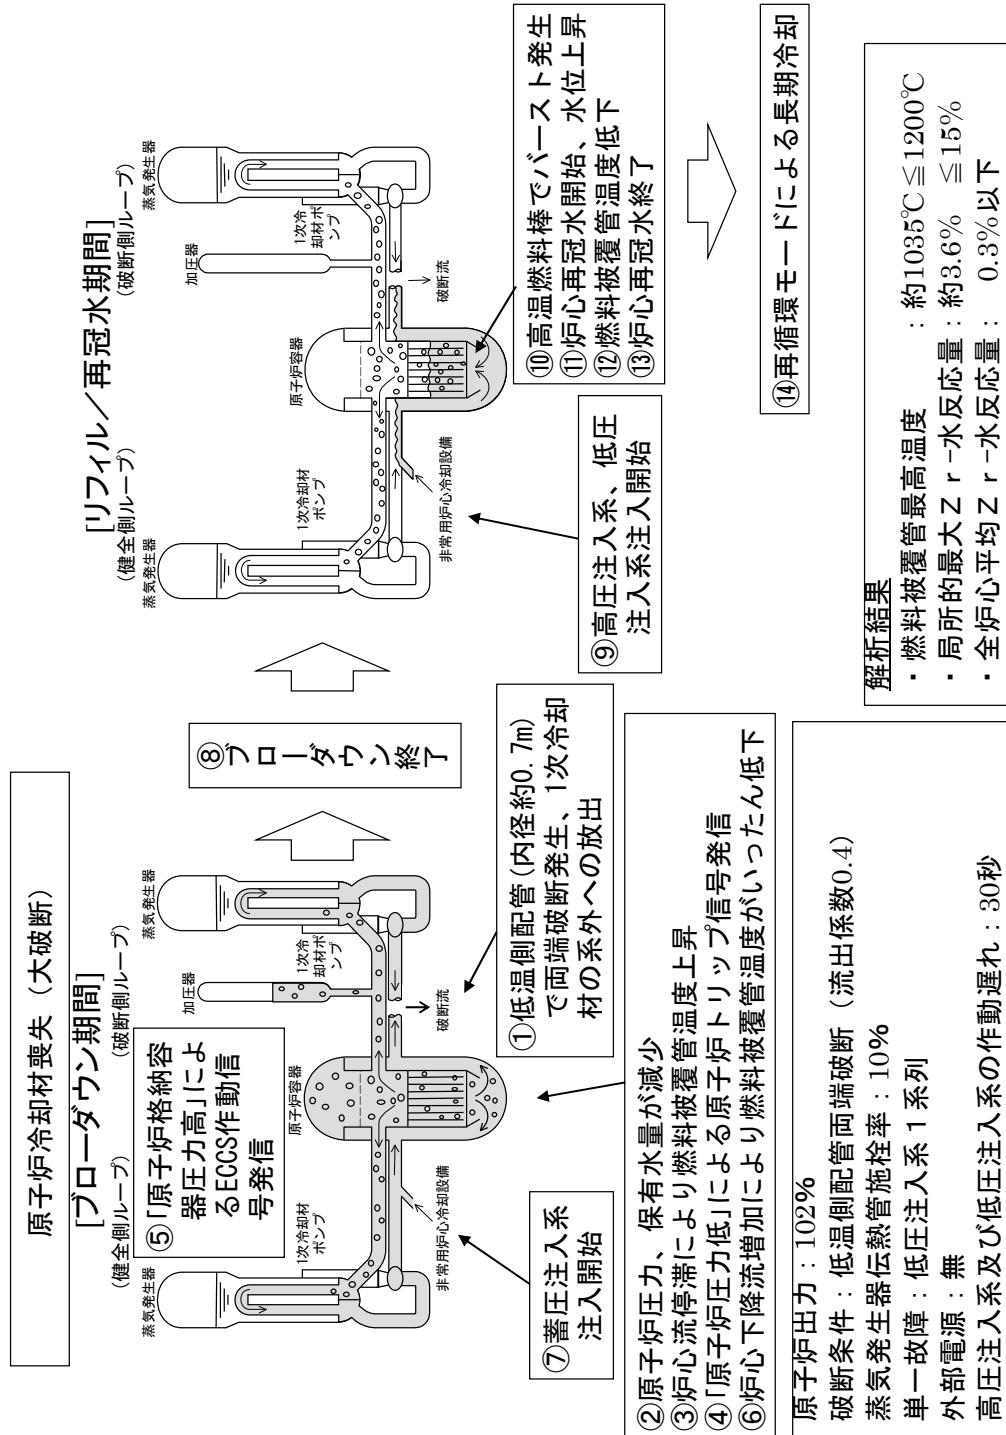 原子炉冷却材喪失(大破断)
[ブローダウン期間]
(健全側ループ)
(破断側ループ)
蒸気発生器
⑤「原子炉格納容
器圧力高」によ
るECCS作動信
号発信
加圧器
蒸気発生器
1次冷却材
ポンプ
原子炉容器
1次冷
却材ポ
ンプ
非常用炉心冷却設備
破断流
⑦蓄圧注入系
注入開始
①低温側配管(内径約0.7m)
で両端破断発生、1次冷却
材の系外への放出
②原子炉圧力、保有水量が減少
③炉心流停滞により燃料被覆管温度上昇
④「原子炉圧力低」による原子炉トリップ信号発信
⑥炉心下降流増加により燃料被覆管温度がいったん低下
原子炉出力:102%
破断条件:低温側配管両端破断(流出係数0.4)
蒸気発生器伝熱管施栓率:10%
単一故障:低圧注入系1系列
外部電源:無
高圧注入系及び低圧注入系の作動遅れ:30秒
⑧ブローダウン
終了
[リフィル/再冠水期間]
(健全側ループ)
(破断側ループ)
蒸気発生器
加圧器
蒸気発生器
1次冷却材
ポンプ
原子炉容器
1次冷
却材ポ
ンプ
非常用炉心冷却設備
破断流
⑨高圧注入系、低圧
注入系注入開始
⑩高温燃料棒でバースト発生
⑪炉心再冠水開始、水位上昇
⑫燃料被覆管温度低下
⑬炉心再冠水終了
⑭再循環モードによる長期冷却
解析結果
・燃料被覆管最高温度 :約1035℃≦1200℃
・局所的最大Zr-水反応量:約3.6% ≦15%
・全炉心平均Zr-水反応量: 0.3%以下